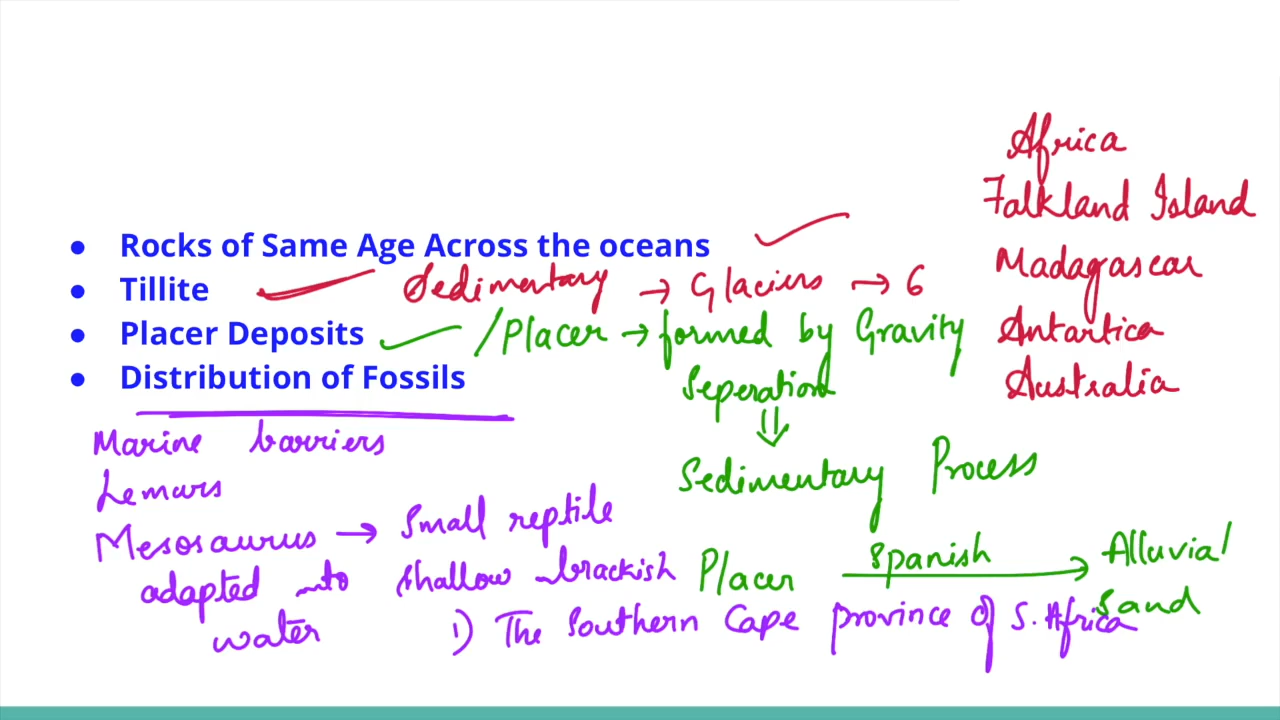 Africa
Falkland Island
Rocks of Same Age Across the oceans
Madagascar
Tillite Sedimentary → Glaciers → 6
Placer Deposits /Placer → formed by Gravity
Antartica
Distribution of Fossils
Seperation
Australia
Marine barriers
Sedimentary Process
Lemurs
Mesosaurus → Small reptile
adapted to shallow brackish
water
Placer Spanish → Alluvial
Sand
1) The Southern Cape province of S. Africa